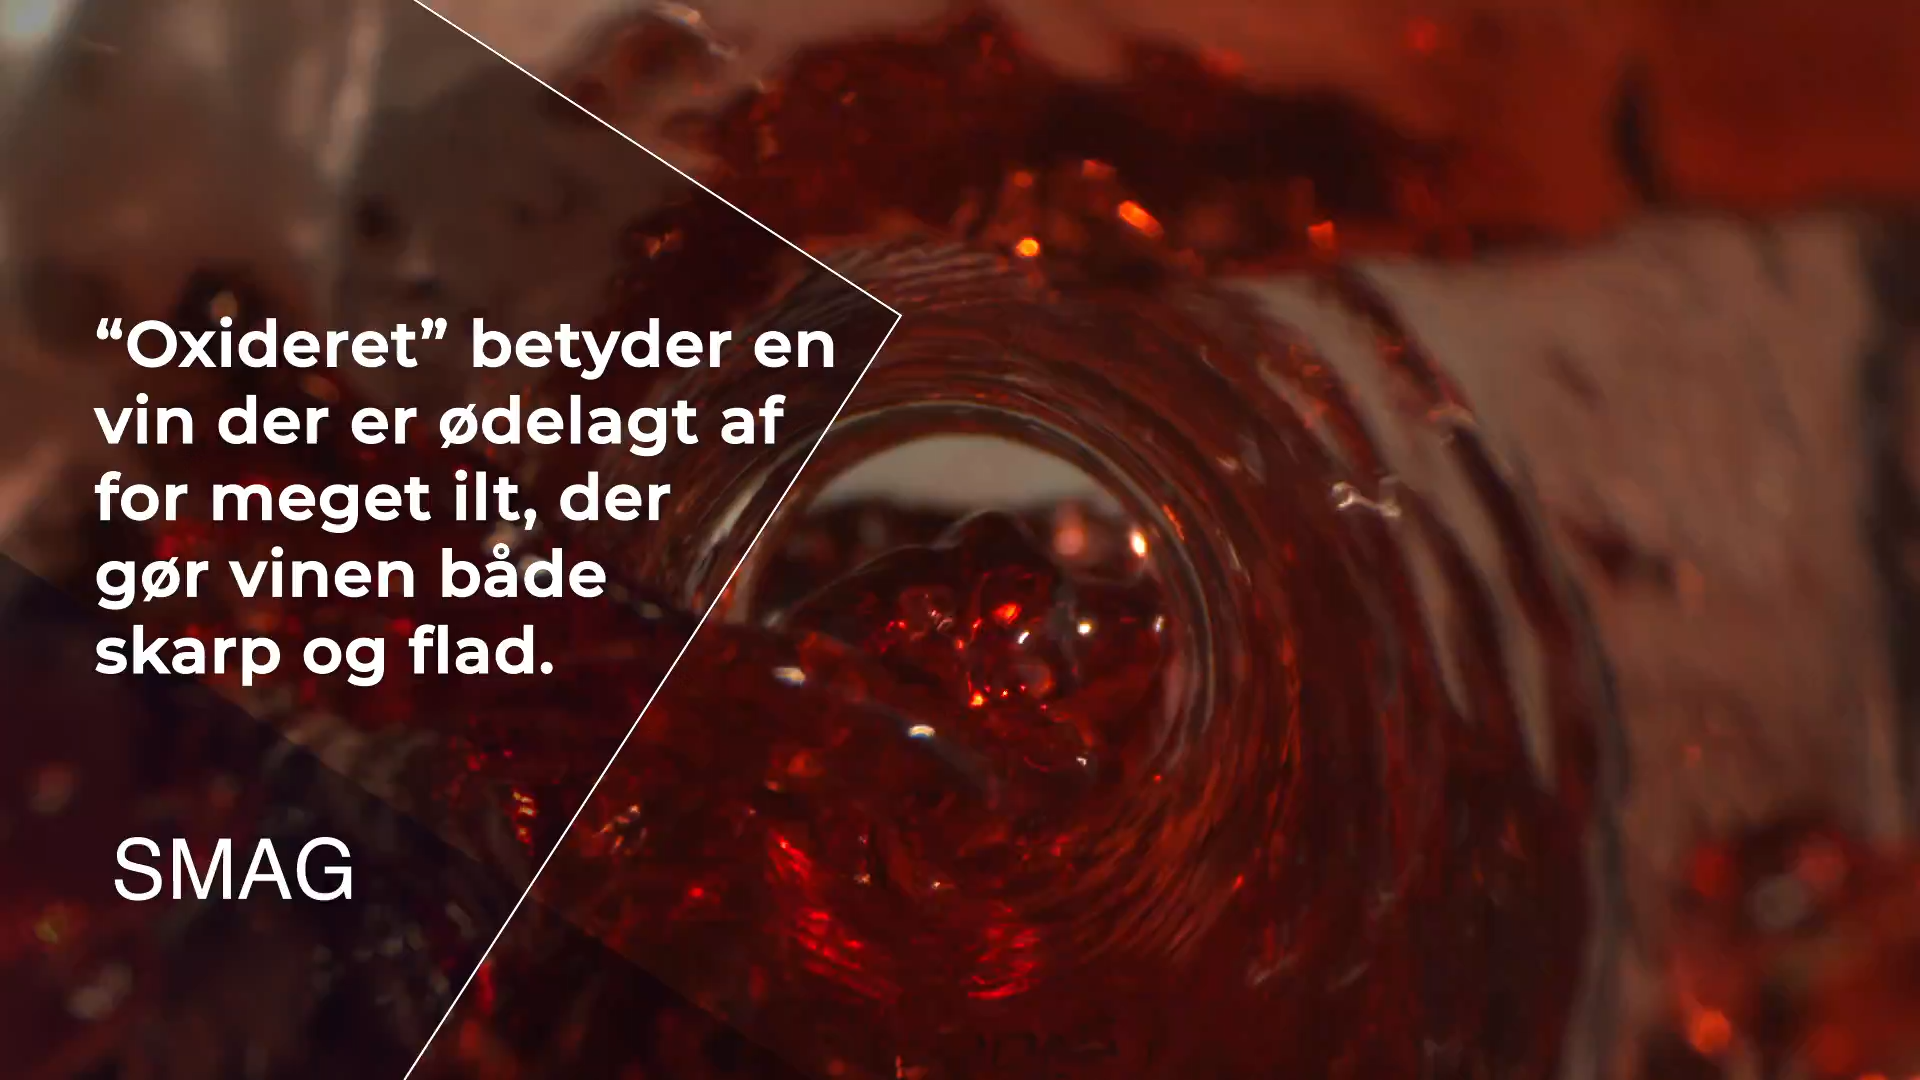 “Oxideret” betyder en
vin der er ødelagt af
for meget ilt, der
gør vinen både
skarp og flad.
SMAG